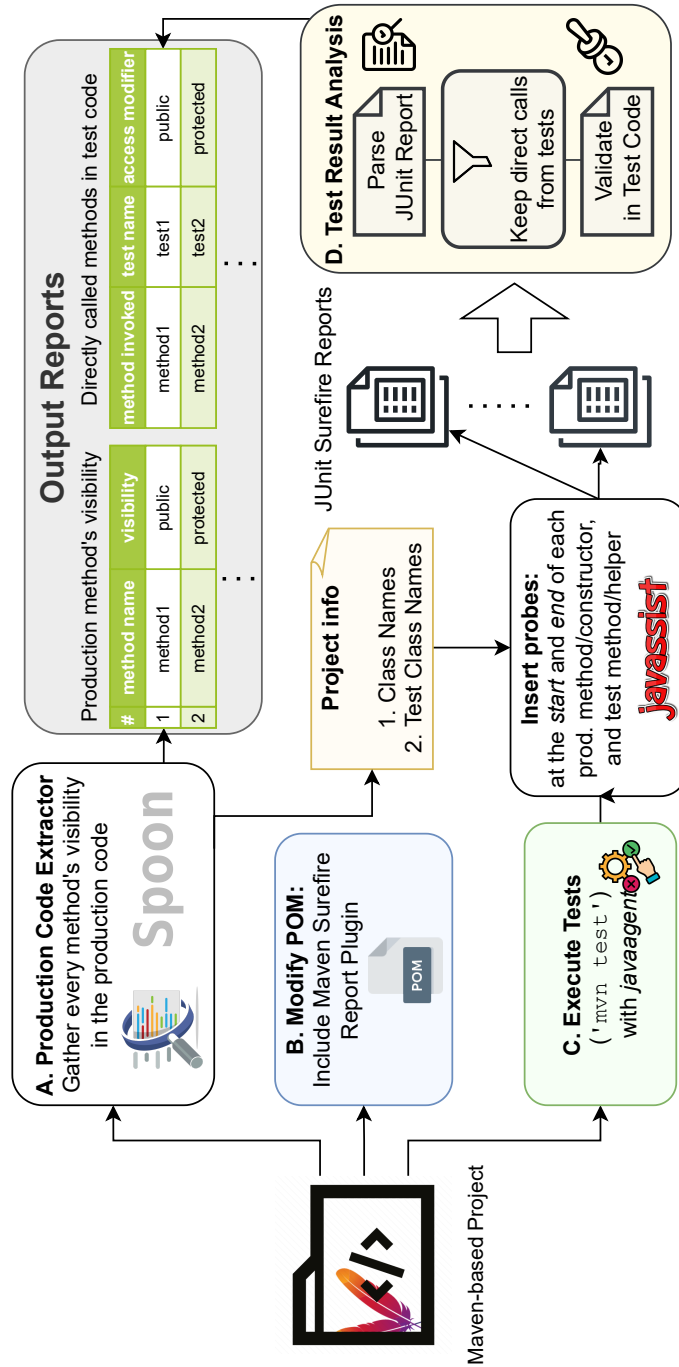 Maven-based Project
A. Production Code Extractor
Gather every method's visibility
in the production code
Spoon
B. Modify POM:
Include Maven Surefire
Report Plugin
POM
C. Execute Tests
('mvn test')
with javaagent
Project info
1. Class Names
2. Test Class Names
Insert probes:
at the start and end of each
prod. method/constructor,
and test method/helper
javassist
JUnit Surefire Reports
.....
D. Test Result Analysis
Parse
JUnit Report
Keep direct calls
from tests
Validate
in Test Code
Output Reports
Production method's visibility
# method name visibility
1 method1 public
2 method2 protected
...
Directly called methods in test code
method invoked test name access modifier
method1 test1 public
method2 test2 protected
...